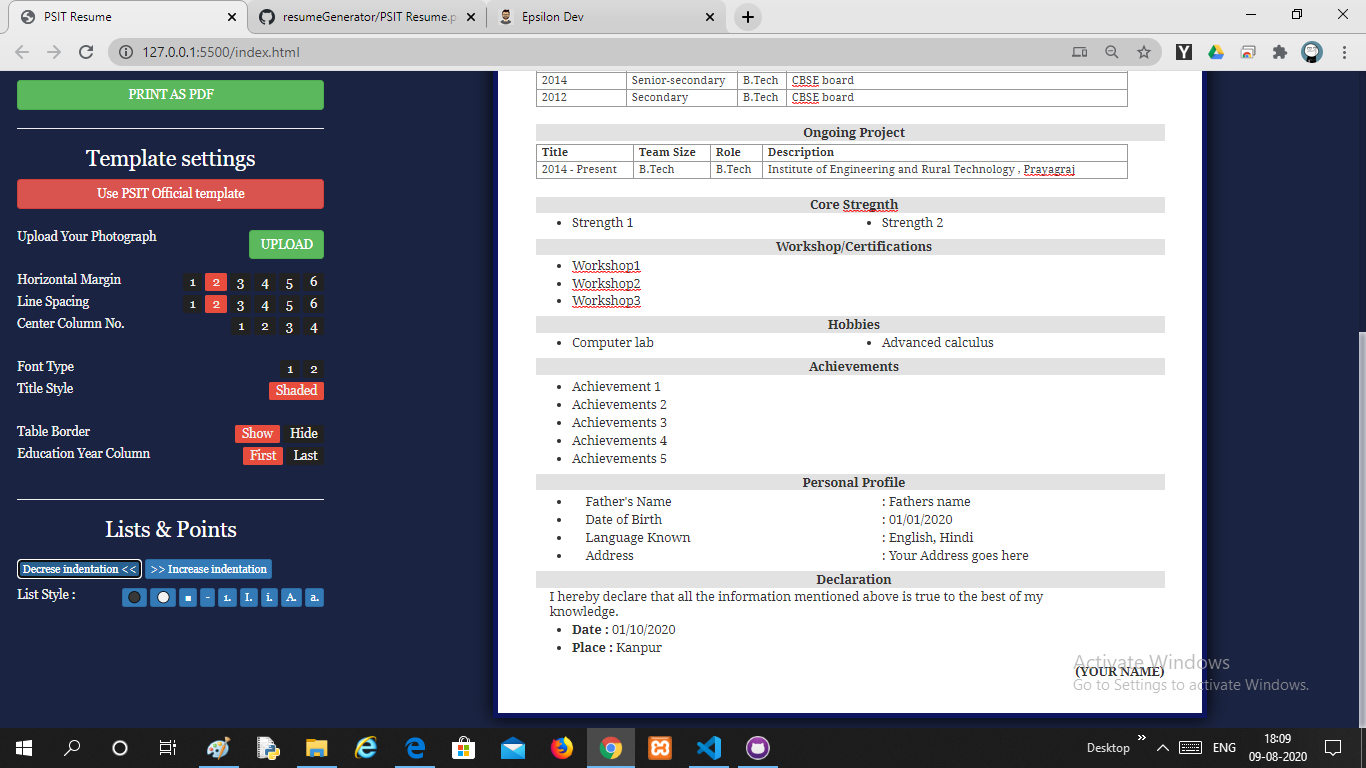 PSIT Resume
resumeGenerator/PSIT Resume.p
Epsilon Dev
127.0.0.1:5500/index.html
PRINT AS PDF
Template settings
Use PSIT Official template
Upload Your Photograph UPLOAD
Horizontal Margin 1 2 3 4 5 6
Line Spacing 1 2 3 4 5 6
Center Column No. 1 2 3 4
Font Type 1 2
Title Style Shaded
Table Border Show Hide
Education Year Column First Last
Lists & Points
Decrese indentation << >> Increase indentation
List Style : ■ - 1. I. i. A. a.
2014 Senior-secondary B.Tech CBSE board
2012 Secondary B.Tech CBSE board
Ongoing Project
Title Team Size Role Description
2014 - Present B.Tech B.Tech Institute of Engineering and Rural Technology , Prayagraj
Core Stregnth
• Strength 1 • Strength 2
Workshop/Certifications
• Workshop1
• Workshop2
• Workshop3
Hobbies
• Computer lab • Advanced calculus
Achievements
• Achievement 1
• Achievements 2
• Achievements 3
• Achievements 4
• Achievements 5
Personal Profile
• Father's Name : Fathers name
• Date of Birth : 01/01/2020
• Language Known : English, Hindi
• Address : Your Address goes here
Declaration
I hereby declare that all the information mentioned above is true to the best of my
knowledge.
• Date : 01/10/2020
• Place : Kanpur
(YOUR NAME)
Activate Windows
Go to Settings to activate Windows.
Desktop
ENG
18:09
09-08-2020